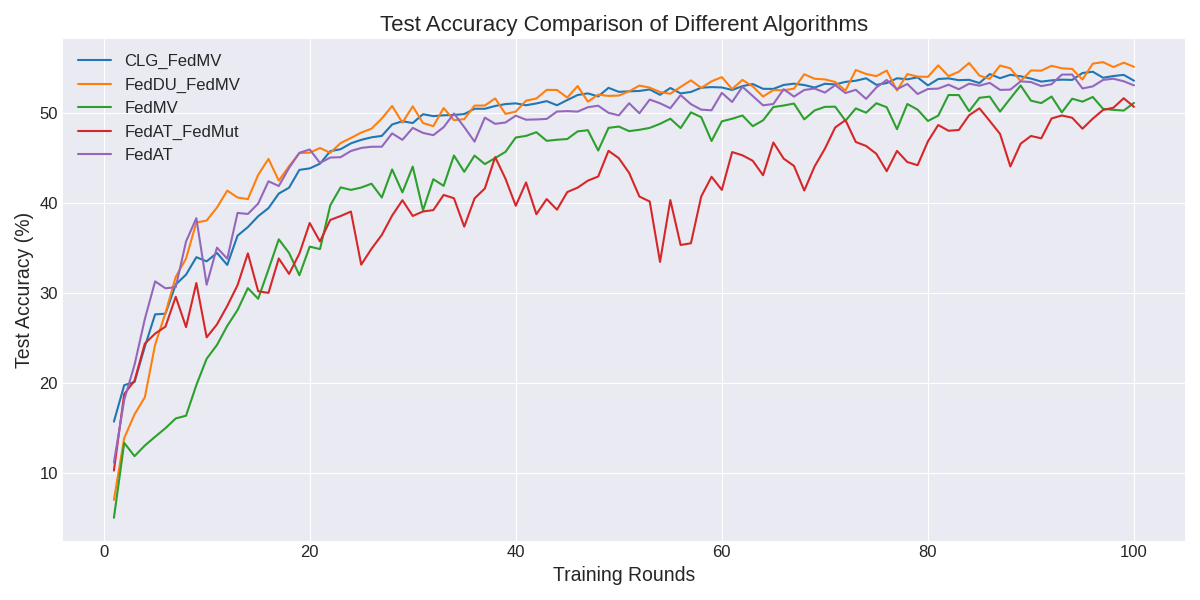 Test Accuracy Comparison of Different Algorithms
CLG_FedMV
FedDU_FedMV
FedMV
FedAT_FedMut
FedAT
Test Accuracy (%)
50
40
30
20
10
0 20 40 60 80 100
Training Rounds